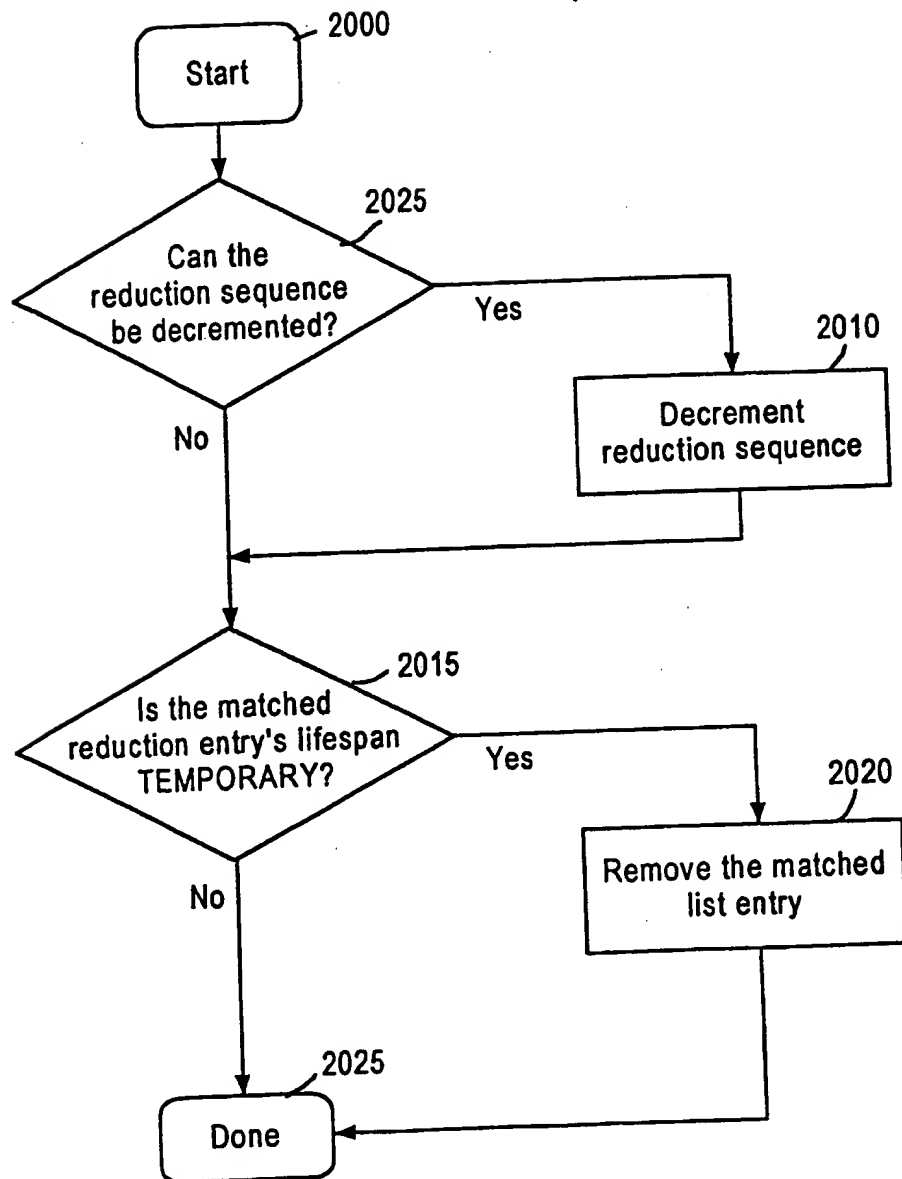 2000
Start
2025
Can the
reduction sequence
be decremented?
Yes
2010
Decrement
reduction sequence
No
2015
Is the matched
reduction entry's lifespan
TEMPORARY?
Yes
2020
Remove the matched
list entry
No
2025
Done